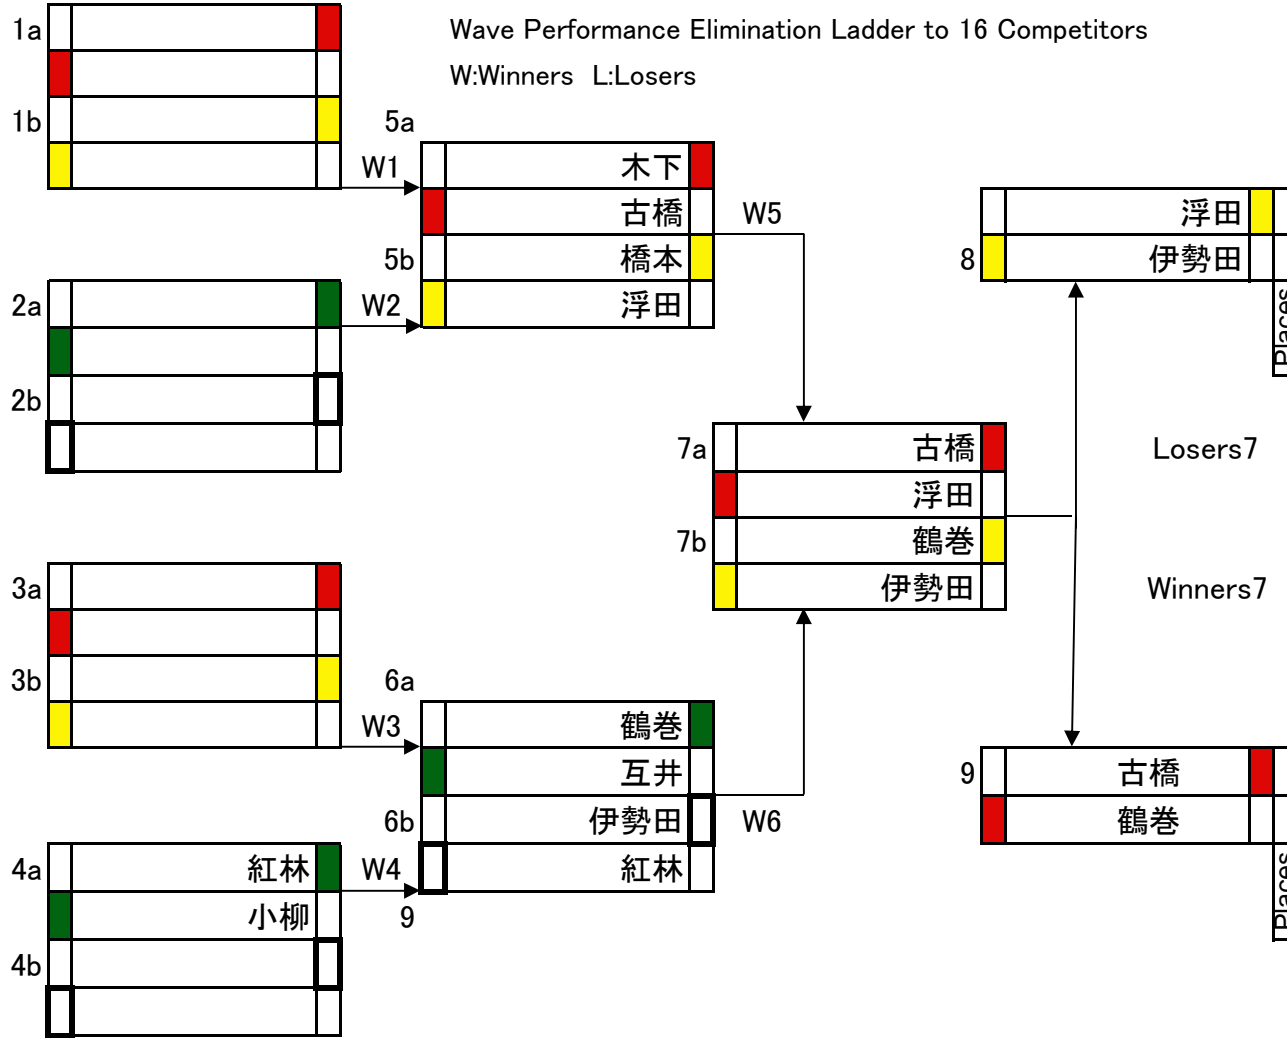 Wave Performance Elimination Ladder to 16 Competitors
W:Winners L:Losers
1a
1b
W1
2a
2b
W2
3a
3b
W3
4a
紅林
小柳
4b
W4
5a
木下
古橋
5b
橋本
浮田
W5
6a
鶴巻
互井
6b
伊勢田
紅林
9
W6
7a
古橋
浮田
7b
鶴巻
伊勢田
浮田
8
伊勢田
Places
Losers7
Winners7
9
古橋
鶴巻
Places